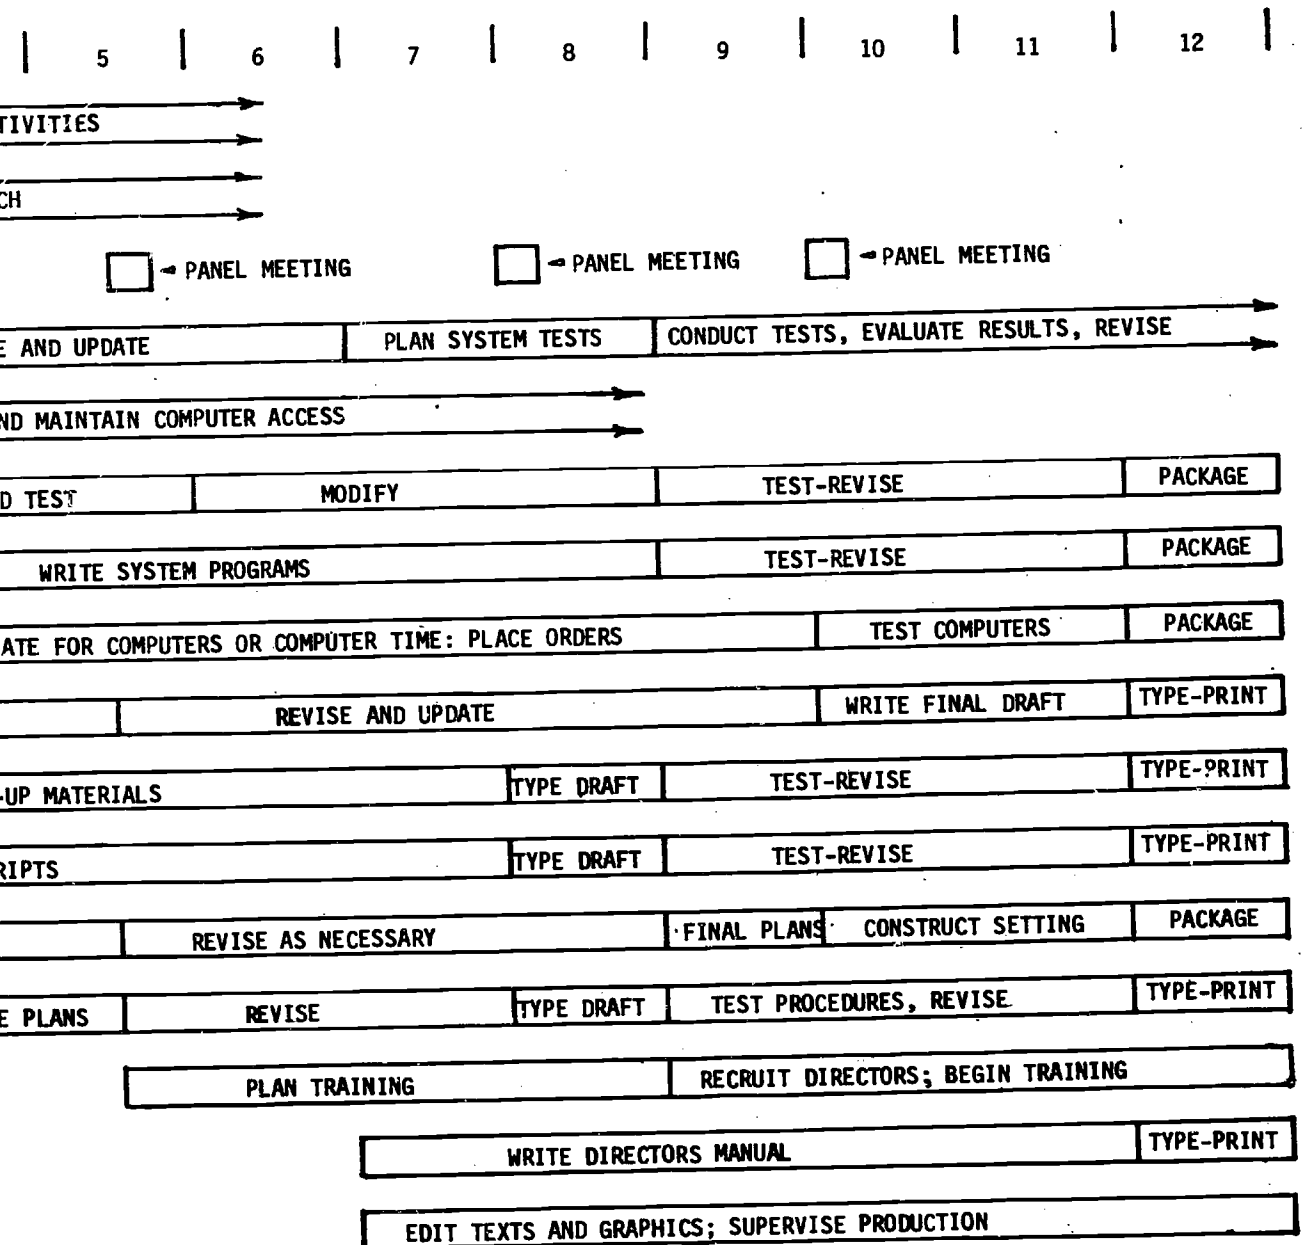 5 6 7 8 9 10 11 12
TIVITIES
CH
PANEL MEETING PANEL MEETING PANEL MEETING
E AND UPDATE PLAN SYSTEM TESTS CONDUCT TESTS, EVALUATE RESULTS, REVISE
ND MAINTAIN COMPUTER ACCESS
D TEST MODIFY TEST-REVISE PACKAGE
WRITE SYSTEM PROGRAMS TEST-REVISE PACKAGE
ATE FOR COMPUTERS OR COMPUTER TIME: PLACE ORDERS TEST COMPUTERS PACKAGE
REVISE AND UPDATE WRITE FINAL DRAFT TYPE-PRINT
-UP MATERIALS TYPE DRAFT TEST-REVISE TYPE-PRINT
RIPTS TYPE DRAFT TEST-REVISE TYPE-PRINT
REVISE AS NECESSARY FINAL PLANS CONSTRUCT SETTING PACKAGE
E PLANS REVISE TYPE DRAFT TEST PROCEDURES, REVISE TYPE-PRINT
PLAN TRAINING RECRUIT DIRECTORS; BEGIN TRAINING
WRITE DIRECTORS MANUAL TYPE-PRINT
EDIT TEXTS AND GRAPHICS; SUPERVISE PRODUCTION